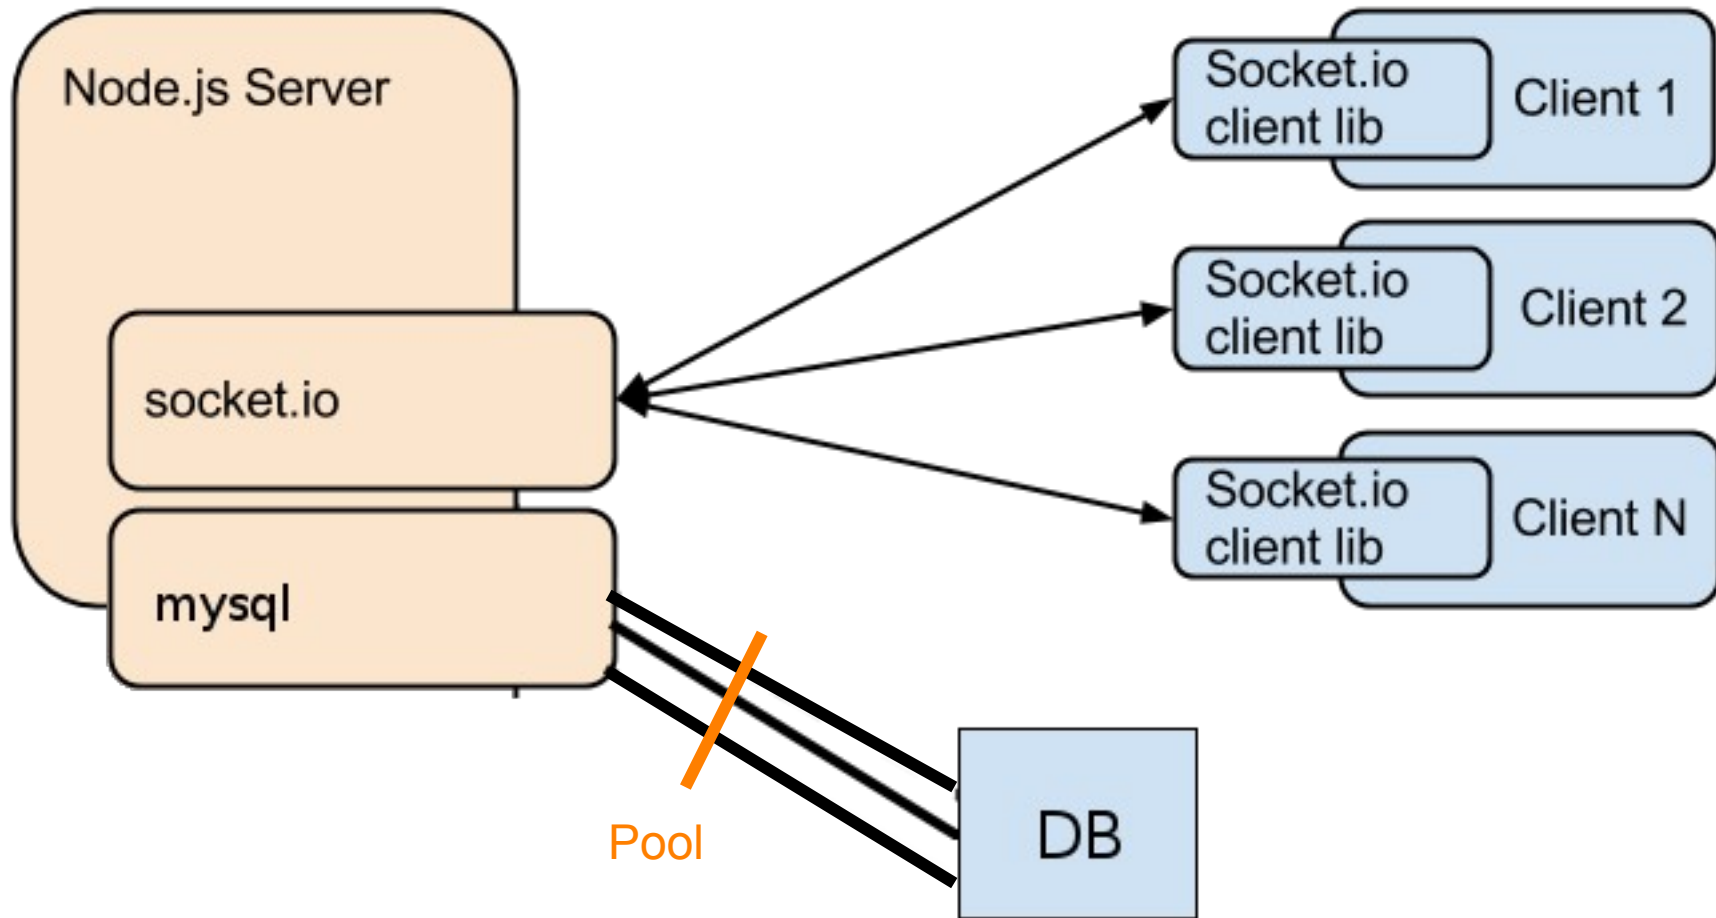 Node.js Server
socket.io
mysql
Socket.io
client lib
Client 1
Socket.io
client lib
Client 2
Socket.io
client lib
Client N
Pool
DB